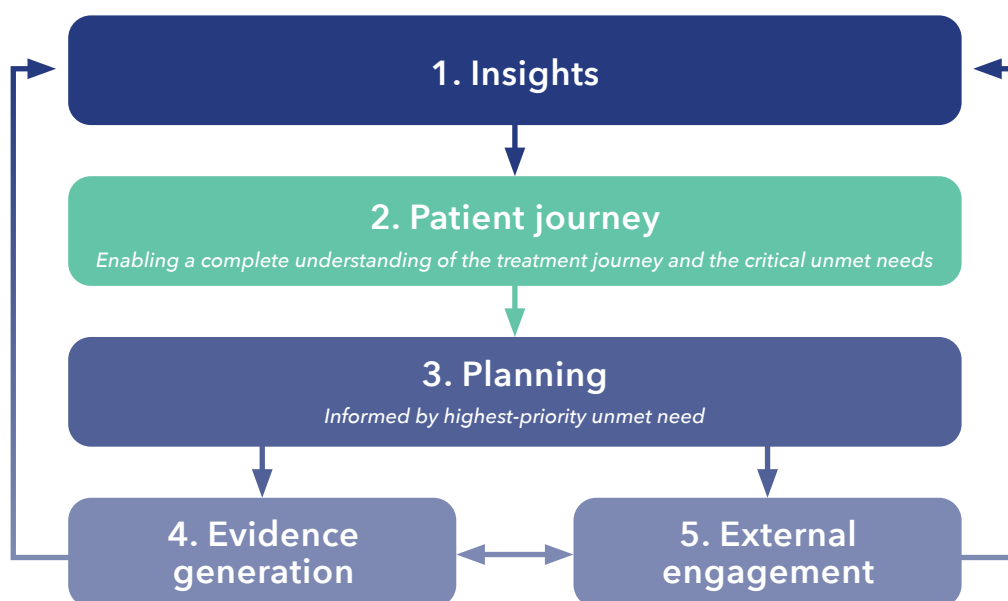 1. Insights
2. Patient journey
Enabling a complete understanding of the treatment journey and the critical unmet needs
3. Planning
Informed by highest-priority unmet need
4. Evidence
generation
5. External
engagement